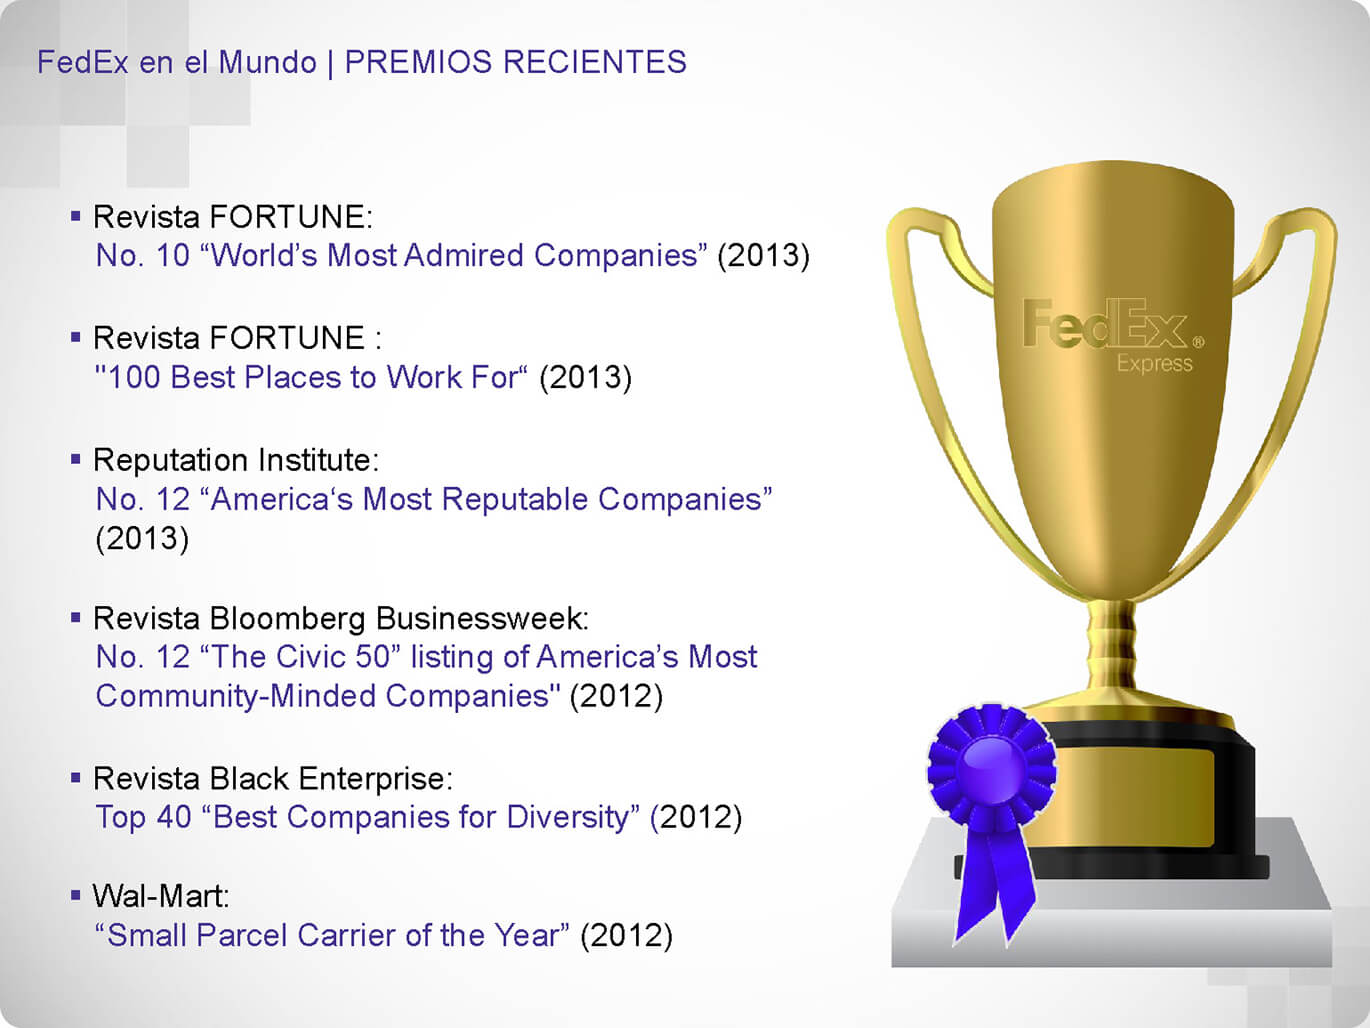 FedEx en el Mundo | PREMIOS RECIENTES
▪ Revista FORTUNE:
No. 10 “World’s Most Admired Companies” (2013)
▪ Revista FORTUNE :
"100 Best Places to Work For“ (2013)
▪ Reputation Institute:
No. 12 “America‘s Most Reputable Companies”
(2013)
▪ Revista Bloomberg Businessweek:
No. 12 “The Civic 50” listing of America’s Most
Community-Minded Companies" (2012)
▪ Revista Black Enterprise:
Top 40 “Best Companies for Diversity” (2012)
▪ Wal-Mart:
“Small Parcel Carrier of the Year” (2012)
FedEx®
Express